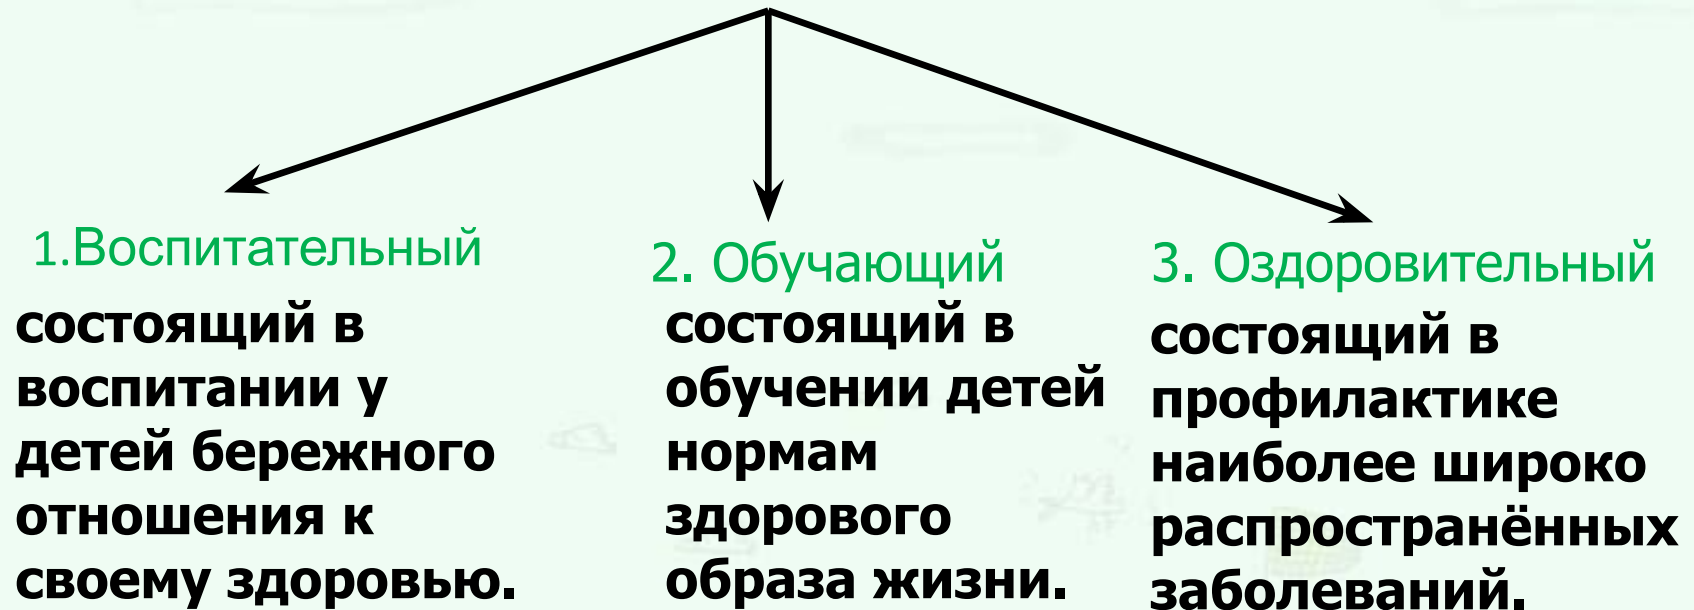 1.Воспитательный
состоящий в
воспитании у
детей бережного
отношения к
своему здоровью.
2. Обучающий
состоящий в
обучении детей
нормам
здорового
образа жизни.
3. Оздоровительный
состоящий в
профилактике
наиболее широко
распространённых
заболеваний.